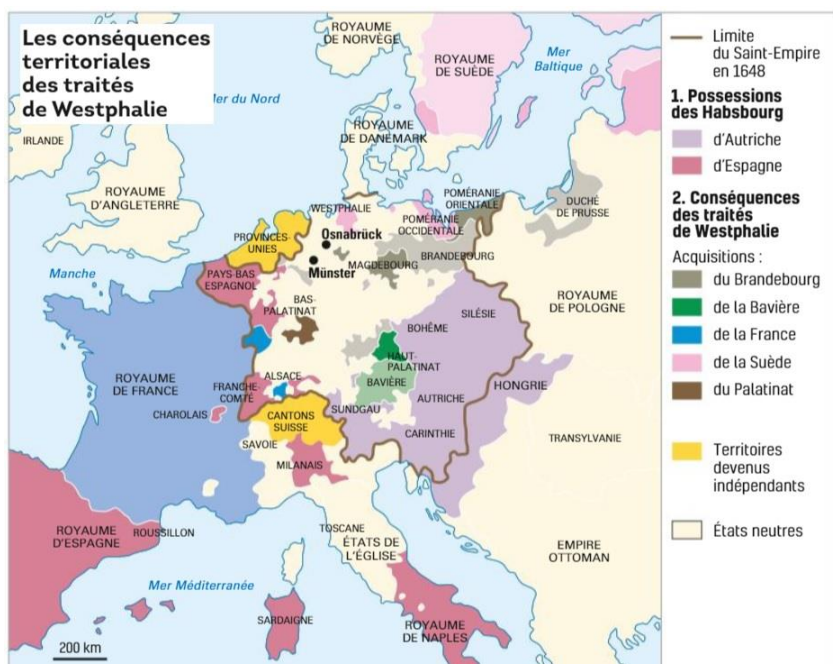 Les conséquences
territoriales
des traités
de Westphalie
ROYAUME
DE NORVÈGE
ROYAUME
DE SUÈDE
Mer
Baltique
Mer du Nord
IRLANDE
ROYAUME
DE DANEMARK
ROYAUME
D'ANGLETERRE
WESTPHALIE
POMÉRANIE
ORIENTALE
DUCHÉ
DE PRUSSE
POMÉRANIE
OCCIDENTALE
PROVINCES-
UNIES
Osnabrück
Münster
MAGDEBOURG
BRANDEBOURG
Manche
PAYS-BAS
ESPAGNOL
BAS-
PALATINAT
ROYAUME
DE POLOGNE
SILÉSIE
BOHÊME
HAUT-
PALATINAT
BAVIÈRE
ROYAUME
DE FRANCE
ALSACE
FRANCHE-
COMTÉ
CHAROLAIS
SUNDGAU
AUTRICHE
HONGRIE
CANTONS
SUISSE
CARINTHIE
SAVOIE
MILANAIS
TRANSYLVANIE
ROYAUME
D'ESPAGNE
ROUSSILLON
TOSCANE
ÉTATS DE
L'ÉGLISE
EMPIRE
OTTOMAN
Mer Méditerranée
SARDAIGNE
ROYAUME
DE NAPLES
200 km
Limite
du Saint-Empire
en 1648
1. Possessions
des Habsbourg
d'Autriche
d'Espagne
2. Conséquences
des traités
de Westphalie
Acquisitions :
du Brandebourg
de la Bavière
de la France
de la Suède
du Palatinat
Territoires
devenus
indépendants
États neutres